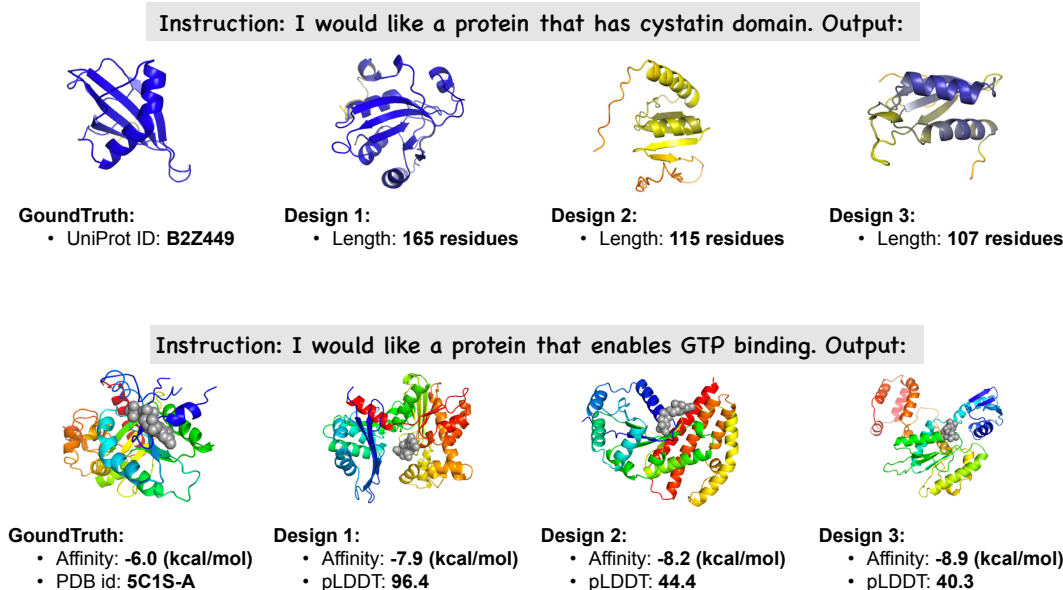 Instruction: I would like a protein that has cystatin domain. Output:
GoundTruth:
• UniProt ID: B2Z449
Design 1:
• Length: 165 residues
Design 2:
• Length: 115 residues
Design 3:
• Length: 107 residues
Instruction: I would like a protein that enables GTP binding. Output:
GoundTruth:
• Affinity: -6.0 (kcal/mol)
• PDB id: 5C1S-A
Design 1:
• Affinity: -7.9 (kcal/mol)
• pLDDT: 96.4
Design 2:
• Affinity: -8.2 (kcal/mol)
• pLDDT: 44.4
Design 3:
• Affinity: -8.9 (kcal/mol)
• pLDDT: 40.3